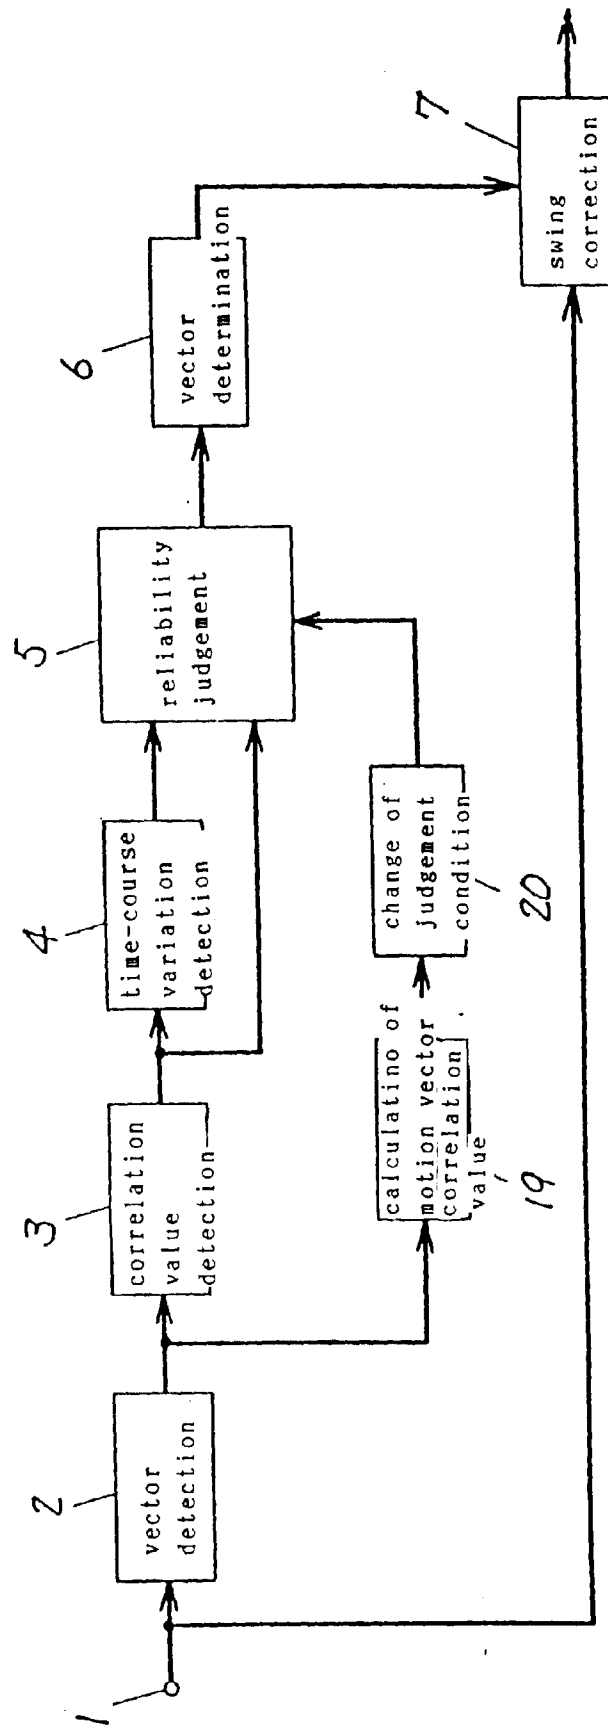 1
2
vector
detection
3
correlation
value
detection
4
time-course
variation
detection
5
reliability
judgement
6
vector
determination
7
swing
correction
19
calculatino of
motion vector
correlation
value
20
change of
judgement
condition